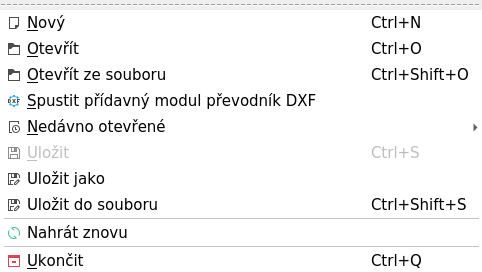 Nový Ctrl+N
Otevřít Ctrl+O
Otevřít ze souboru Ctrl+Shift+O
Spustit přídavný modul převodník DXF
Nedávno otevřené
Uložit Ctrl+S
Uložit jako
Uložit do souboru Ctrl+Shift+S
Nahrát znovu
Ukončit Ctrl+Q